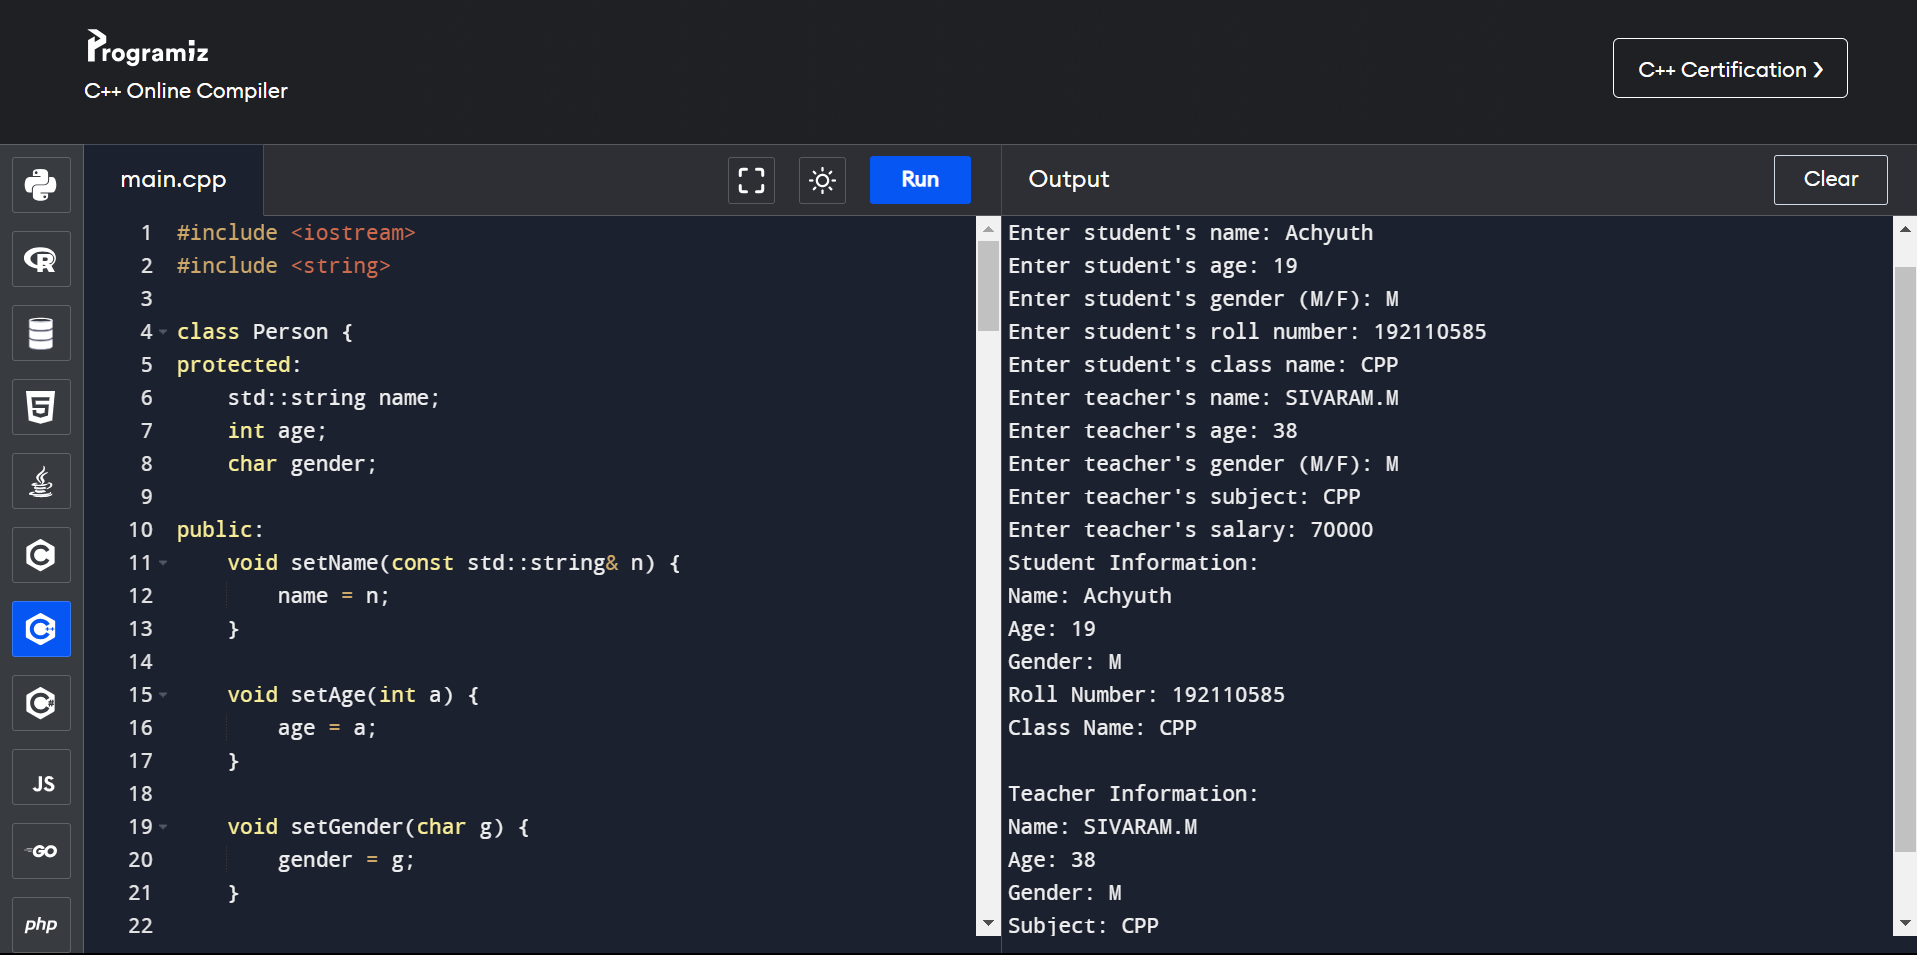 Programiz
C++ Online Compiler
C++ Certification ❯
main.cpp
Run
Output
Clear
1 #include <iostream>
2 #include <string>
3
4 class Person {
5 protected:
6     std::string name;
7     int age;
8     char gender;
9
10 public:
11     void setName(const std::string& n) {
12         name = n;
13     }
14
15     void setAge(int a) {
16         age = a;
17     }
18
19     void setGender(char g) {
20         gender = g;
21     }
22
Enter student's name: Achyuth
Enter student's age: 19
Enter student's gender (M/F): M
Enter student's roll number: 192110585
Enter student's class name: CPP
Enter teacher's name: SIVARAM.M
Enter teacher's age: 38
Enter teacher's gender (M/F): M
Enter teacher's subject: CPP
Enter teacher's salary: 70000
Student Information:
Name: Achyuth
Age: 19
Gender: M
Roll Number: 192110585
Class Name: CPP

Teacher Information:
Name: SIVARAM.M
Age: 38
Gender: M
Subject: CPP
R
5
C
C++
C#
JS
GO
php